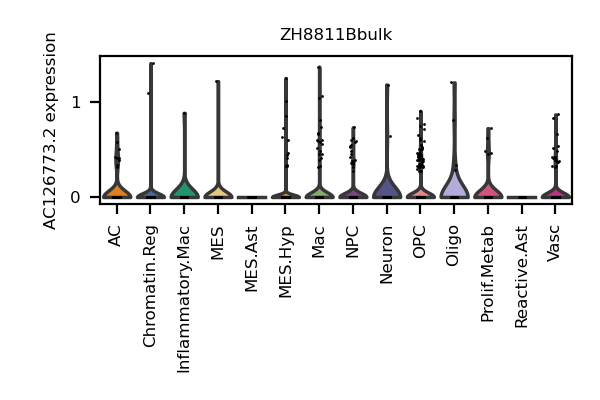 ZH8811Bbulk
AC126773.2 expression
1
0
AC
Chromatin.Reg
Inflammatory.Mac
MES
MES.Ast
MES.Hyp
Mac
NPC
Neuron
OPC
Oligo
Prolif.Metab
Reactive.Ast
Vasc